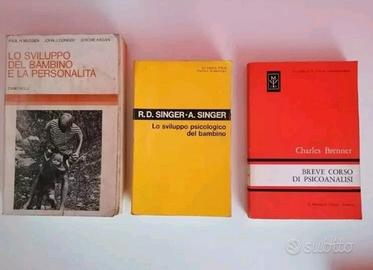 PAUL H. MUSSEN JOHN J. CONGER JEROME KAGAN
LO SVILUPPO
DEL BAMBINO
E LA PERSONALITÀ
ZANICHELLI
R.D. SINGER - A. SINGER
Lo sviluppo psicologico
del bambino
Charles Brenner
BREVE CORSO
DI PSICOANALISI
subito